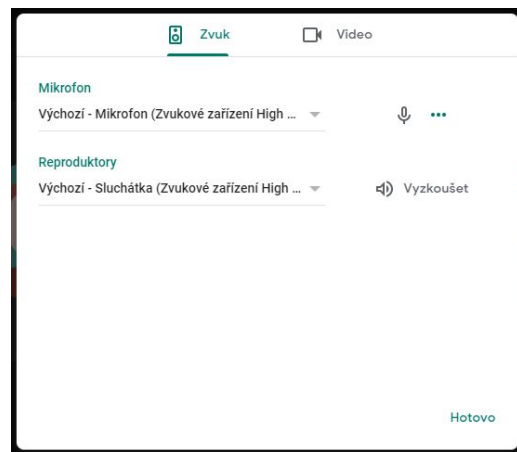 Zvuk Video
Mikrofon
Výchozí - Mikrofon (Zvukové zařízení High ...
Reproduktory
Výchozí - Sluchátka (Zvukové zařízení High ... Vyzkoušet
Hotovo